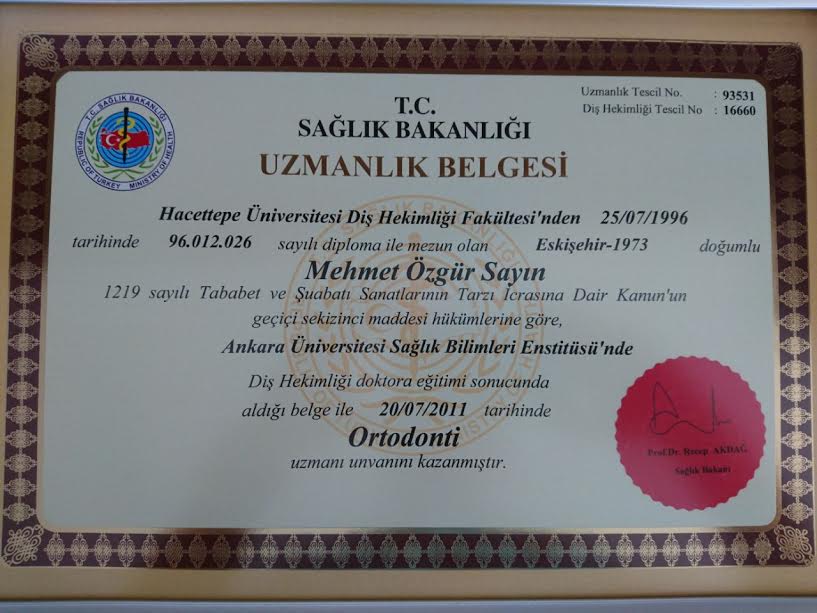 T.C. SAĞLIK BAKANLIĞI
REPUBLIC OF TURKEY MINISTRY OF HEALTH
Uzmanlık Tescil No. : 93531
Diş Hekimliği Tescil No : 16660
T.C.
SAĞLIK BAKANLIĞI
UZMANLIK BELGESİ
Hacettepe Üniversitesi Diş Hekimliği Fakültesi'nden 25/07/1996
tarihinde 96.012.026 sayılı diploma ile mezun olan Eskişehir-1973 doğumlu
Mehmet Özgür Sayın
1219 sayılı Tababet ve Şuabatı Sanatlarının Tarzı İcrasına Dair Kanun'un
geçiçi sekizinci maddesi hükümlerine göre,
Ankara Üniversitesi Sağlık Bilimleri Enstitüsü'nde
Diş Hekimliği doktora eğitimi sonucunda
aldığı belge ile 20/07/2011 tarihinde
Ortodonti
uzmanı unvanını kazanmıştır.
Prof.Dr. Recep AKDAĞ
Sağlık Bakanı